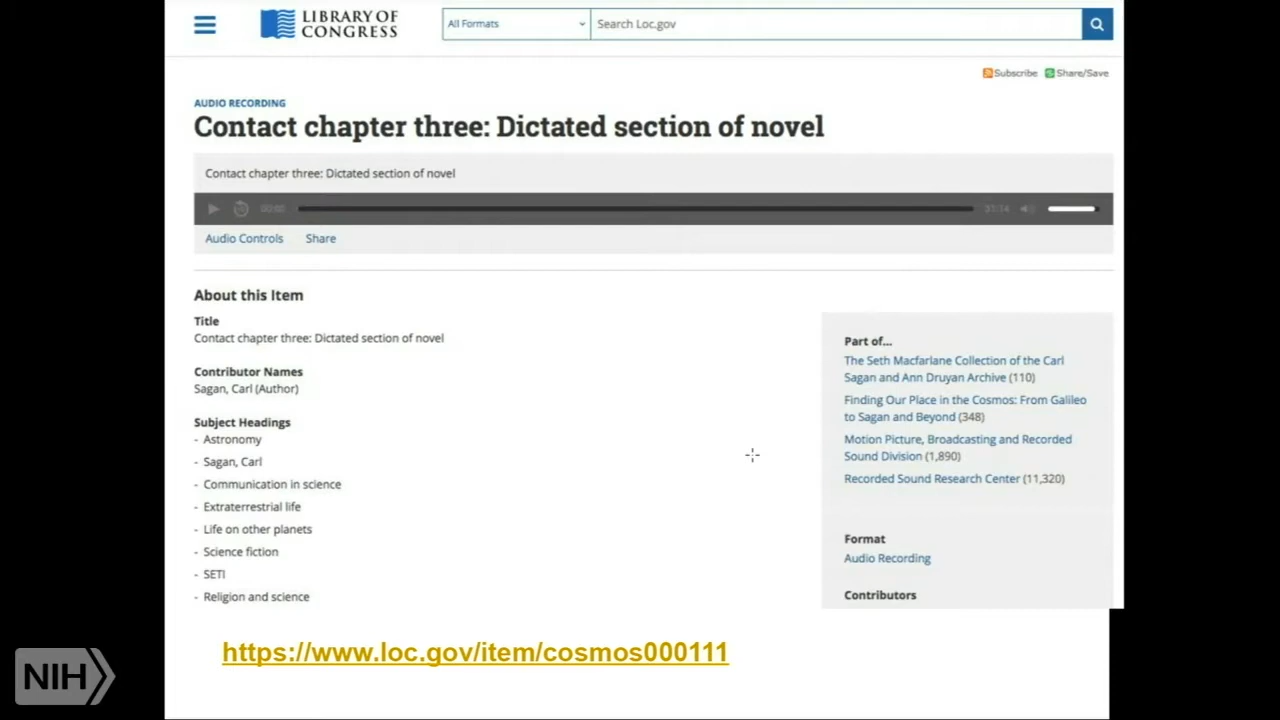 LIBRARY OF
CONGRESS
All Formats
Search Loc.gov
Subscribe Share/Save
AUDIO RECORDING
Contact chapter three: Dictated section of novel
Contact chapter three: Dictated section of novel
00:00
31:14
Audio Controls Share
About this Item
Title
Contact chapter three: Dictated section of novel
Contributor Names
Sagan, Carl (Author)
Subject Headings
- Astronomy
- Sagan, Carl
- Communication in science
- Extraterrestrial life
- Life on other planets
- Science fiction
- SETI
- Religion and science
Part of...
The Seth Macfarlane Collection of the Carl
Sagan and Ann Druyan Archive (110)
Finding Our Place in the Cosmos: From Galileo
to Sagan and Beyond (348)
Motion Picture, Broadcasting and Recorded
Sound Division (1,890)
Recorded Sound Research Center (11,320)
Format
Audio Recording
Contributors
https://www.loc.gov/item/cosmos000111
NIH